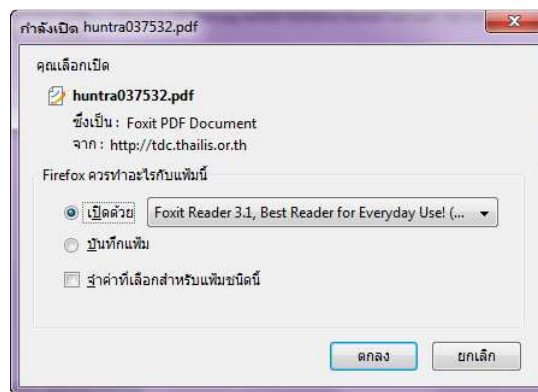 กำลังเปิด huntra037532.pdf
คุณเลือกเปิด
huntra037532.pdf
ซึ่งเป็น : Foxit PDF Document
จาก : http://tdc.thailis.or.th
Firefox ควรทำอะไรกับแฟ้มนี้
เปิดด้วย Foxit Reader 3.1, Best Reader for Everyday Use! (...
บันทึกแฟ้ม
จำค่าที่เลือกสำหรับแฟ้มชนิดนี้
ตกลง ยกเลิก